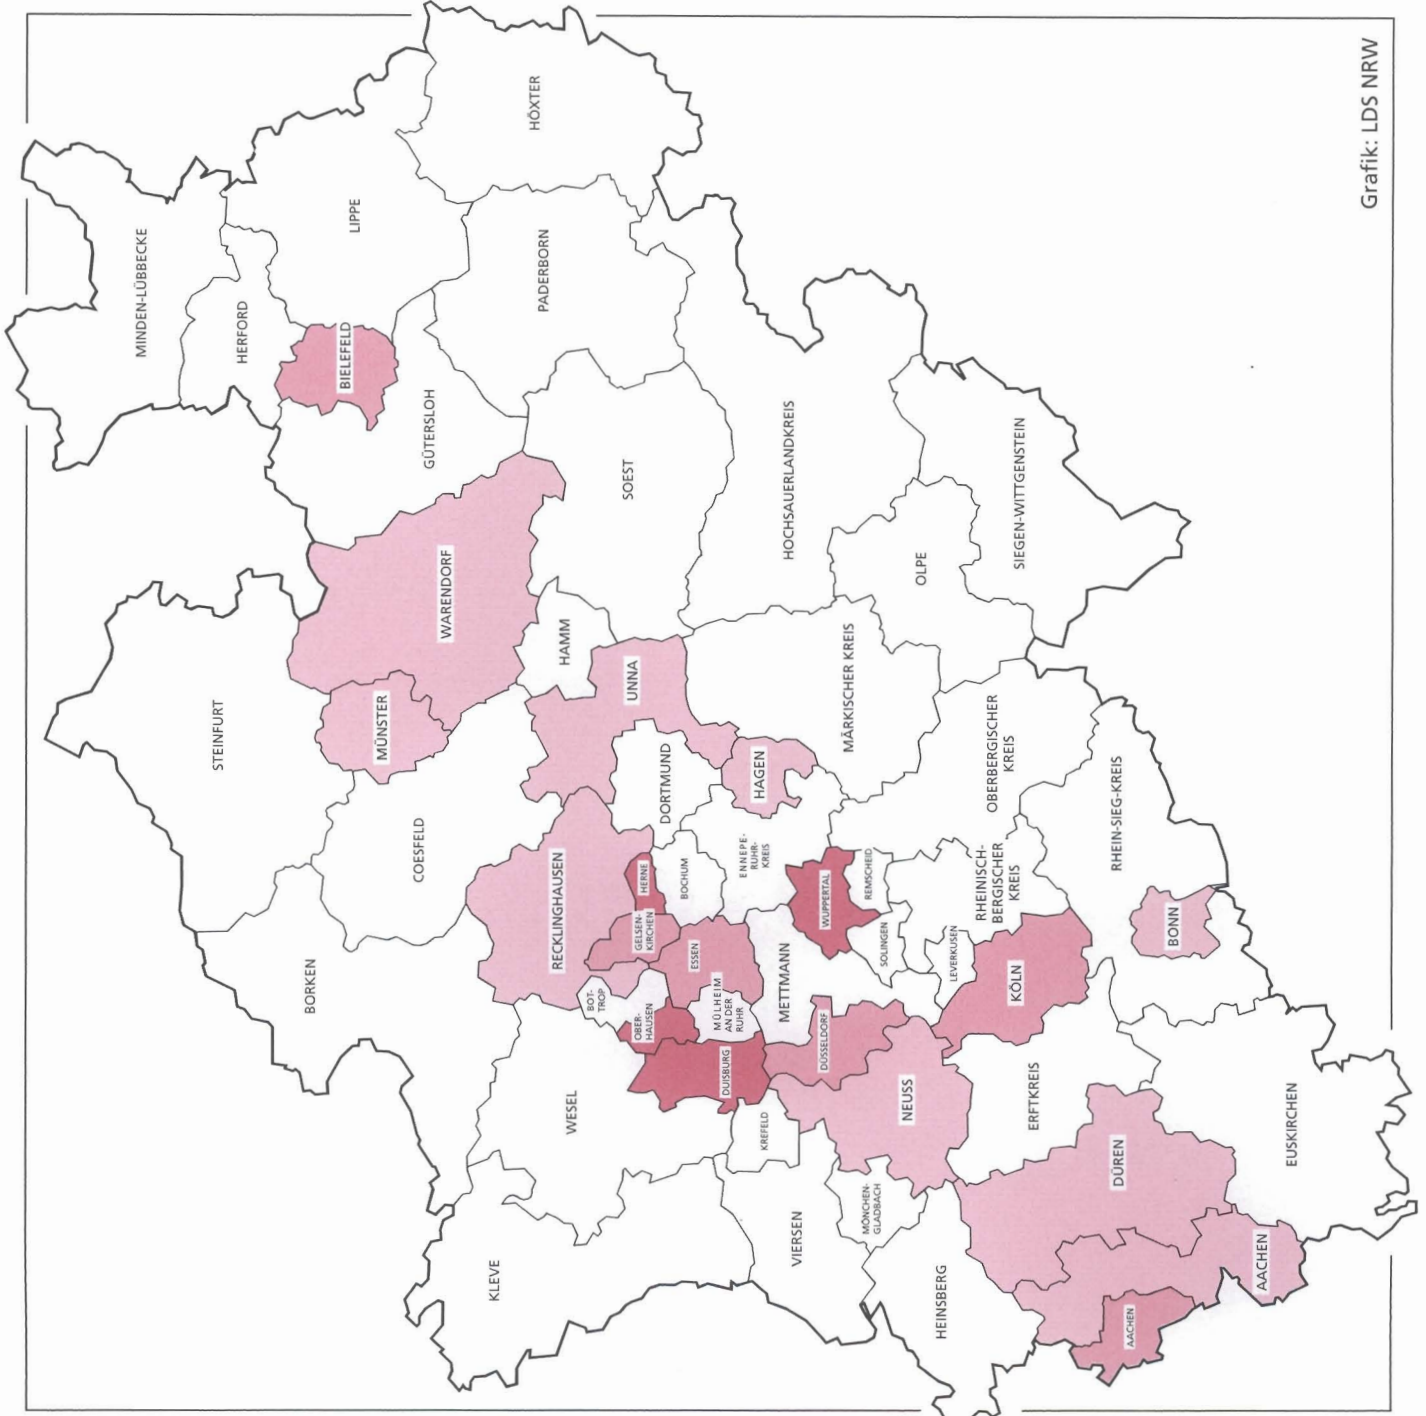 STEINFURT
MINDEN-LÜBBECKE
HERFORD
LIPPE
BIELEFELD
GÜTERSLOH
HÖXTER
PADERBORN
WARENDORF
MÜNSTER
BORKEN
COESFELD
HAMM
SOEST
UNNA
RECKLINGHAUSEN
KLEVE
WESEL
BOT-
TROP
OBER-
HAUSEN
GELSEN-
KIRCHEN
HERNE
BOCHUM
DORTMUND
ESSEN
MÜLHEIM
AN DER
RUHR
DUISBURG
KREFELD
HAGEN
ENNEPE-
RUHR-
KREIS
MÄRKISCHER KREIS
HOCHSAUERLANDKREIS
VIERSEN
METTMANN
WUPPERTAL
REMSCHEID
SOLINGEN
DÜSSELDORF
MÖNCHEN-
GLADBACH
NEUSS
HEINSBERG
LEVERKUSEN
RHEINISCH-
BERGISCHER
KREIS
OBERBERGISCHER
KREIS
OLPE
SIEGEN-WITTGENSTEIN
KÖLN
ERFTKREIS
DÜREN
AACHEN
AACHEN
RHEIN-SIEG-KREIS
BONN
EUSKIRCHEN
Grafik: LDS NRW